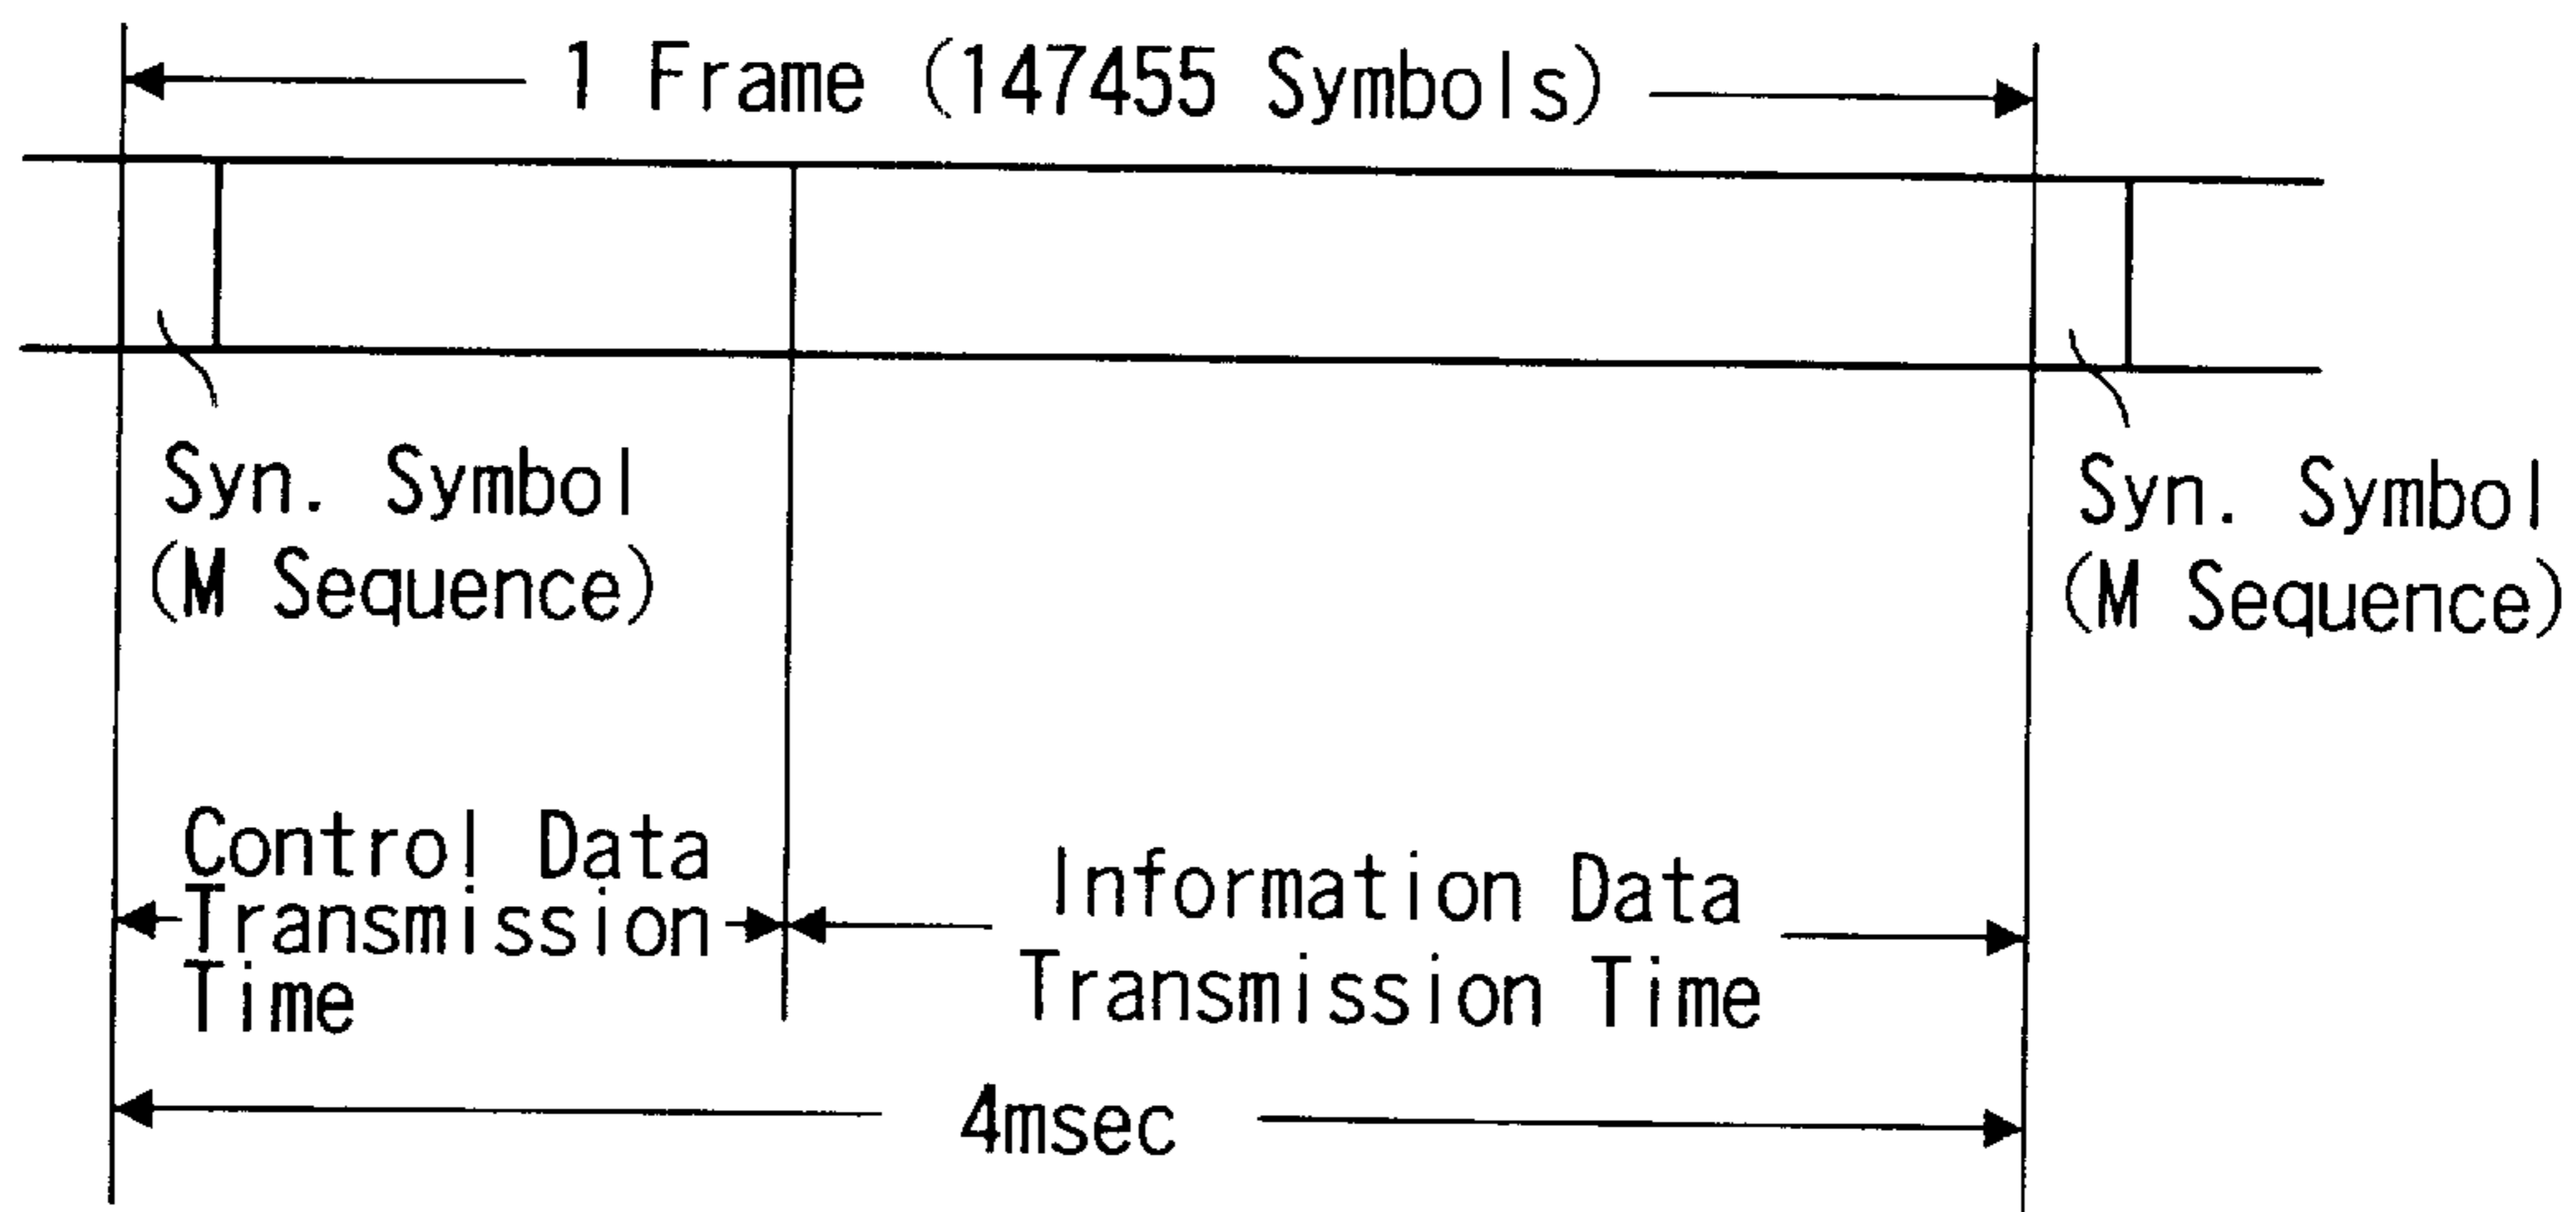 1 Frame (147455 Symbols)
Syn. Symbol
(M Sequence)
Syn. Symbol
(M Sequence)
Control Data
Transmission
Time
Information Data
Transmission Time
4msec